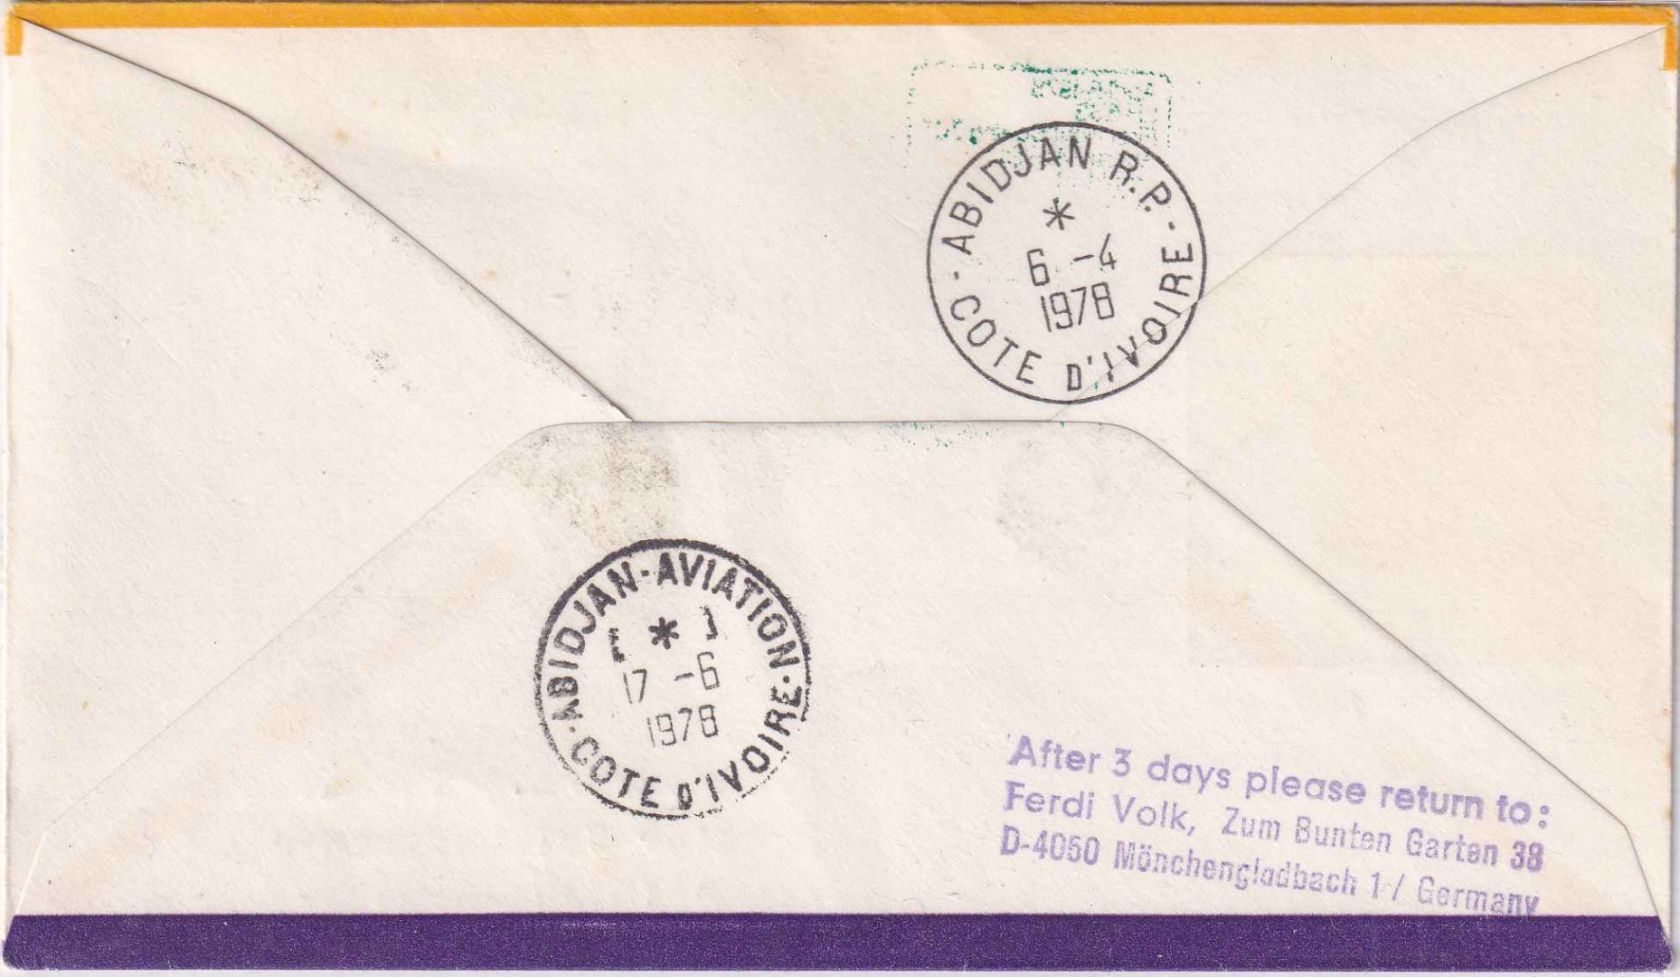 ABIDJAN R.P.
*
6 -4
1978
COTE D'IVOIRE
ABIDJAN-AVIATION
*
17 -6
1978
COTE D'IVOIRE
After 3 days please return to:
Ferdi Volk, Zum Bunten Garten 38
D-4050 Mönchengladbach 1 / Germany